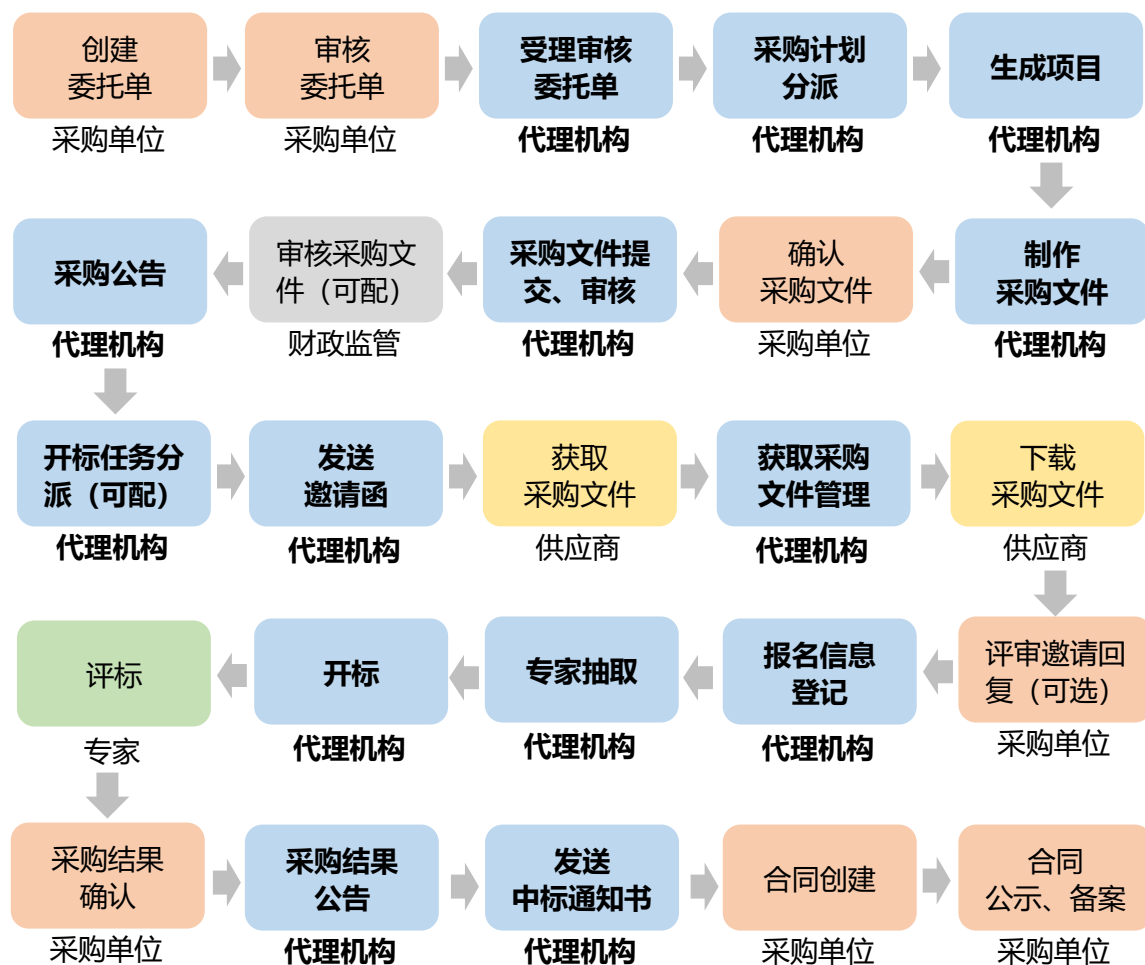 创建
委托单
采购单位
审核
委托单
采购单位
受理审核
委托单
代理机构
采购计划
分派
代理机构
生成项目
代理机构
采购公告
代理机构
审核采购文
件（可配）
财政监管
采购文件提
交、审核
代理机构
确认
采购文件
采购单位
制作
采购文件
代理机构
开标任务分
派（可配）
代理机构
发送
邀请函
代理机构
获取
采购文件
供应商
获取采购
文件管理
代理机构
下载
采购文件
供应商
评标
专家
开标
代理机构
专家抽取
代理机构
报名信息
登记
代理机构
评审邀请回
复（可选）
采购单位
采购结果
确认
采购单位
采购结果
公告
代理机构
发送
中标通知书
代理机构
合同创建
采购单位
合同
公示、备案
采购单位